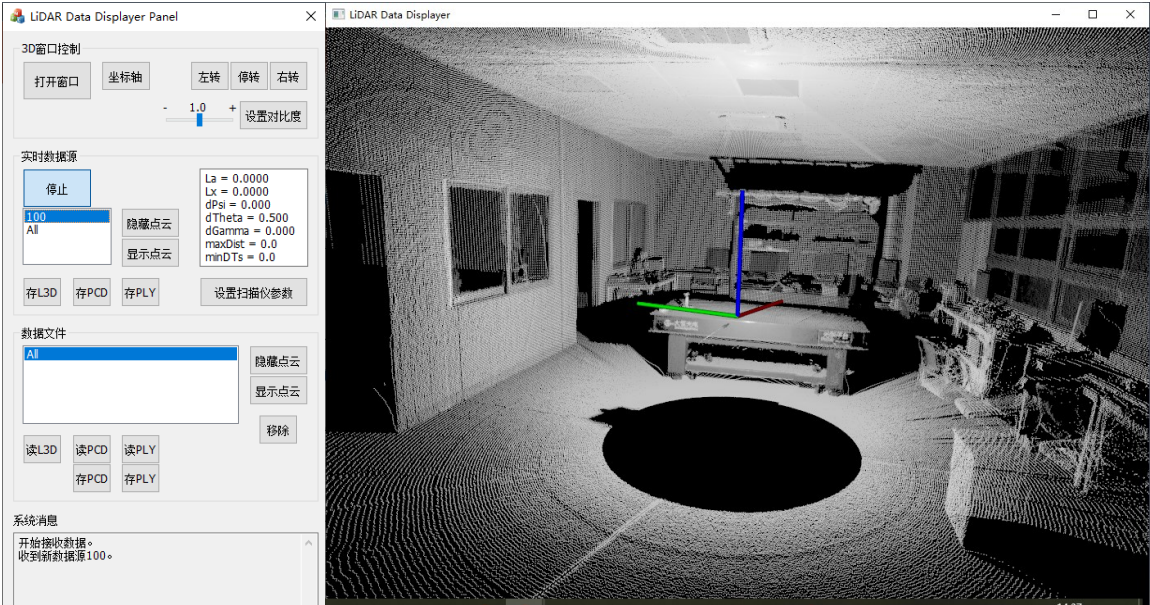 LiDAR Data Displayer Panel
LiDAR Data Displayer
3D窗口控制
打开窗口
坐标轴
左转
停转
右转
- 1.0 +
设置对比度
实时数据源
停止
100
All
隐藏点云
显示点云
La = 0.0000
Lx = 0.0000
dPsi = 0.000
dTheta = 0.500
dGamma = 0.000
maxDist = 0.0
minDTs = 0.0
存L3D
存PCD
存PLY
设置扫描仪参数
数据文件
All
隐藏点云
显示点云
移除
读L3D
读PCD
读PLY
存PCD
存PLY
系统消息
开始接收数据。
收到新数据源100。